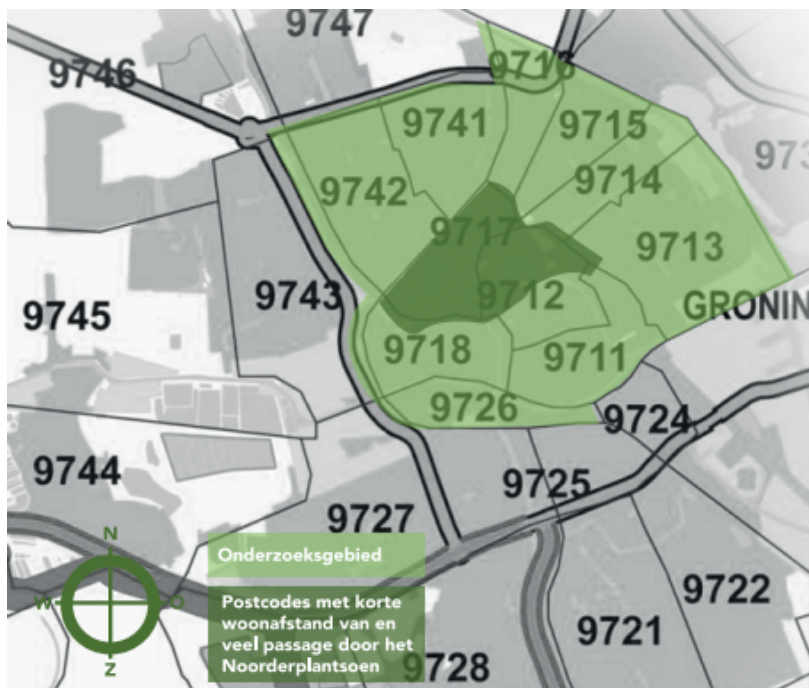 9747
9746
9716
9741
9715
973
9714
9742
9717
9713
9743
9712
GRONIN
9745
9718
9711
9726
9724
9744
9725
9727
N
W
O
Z
Onderzoeksgebied
Postcodes met korte
woonafstand van en
veel passage door het
Noorderplantsoen
9722
9721
9728